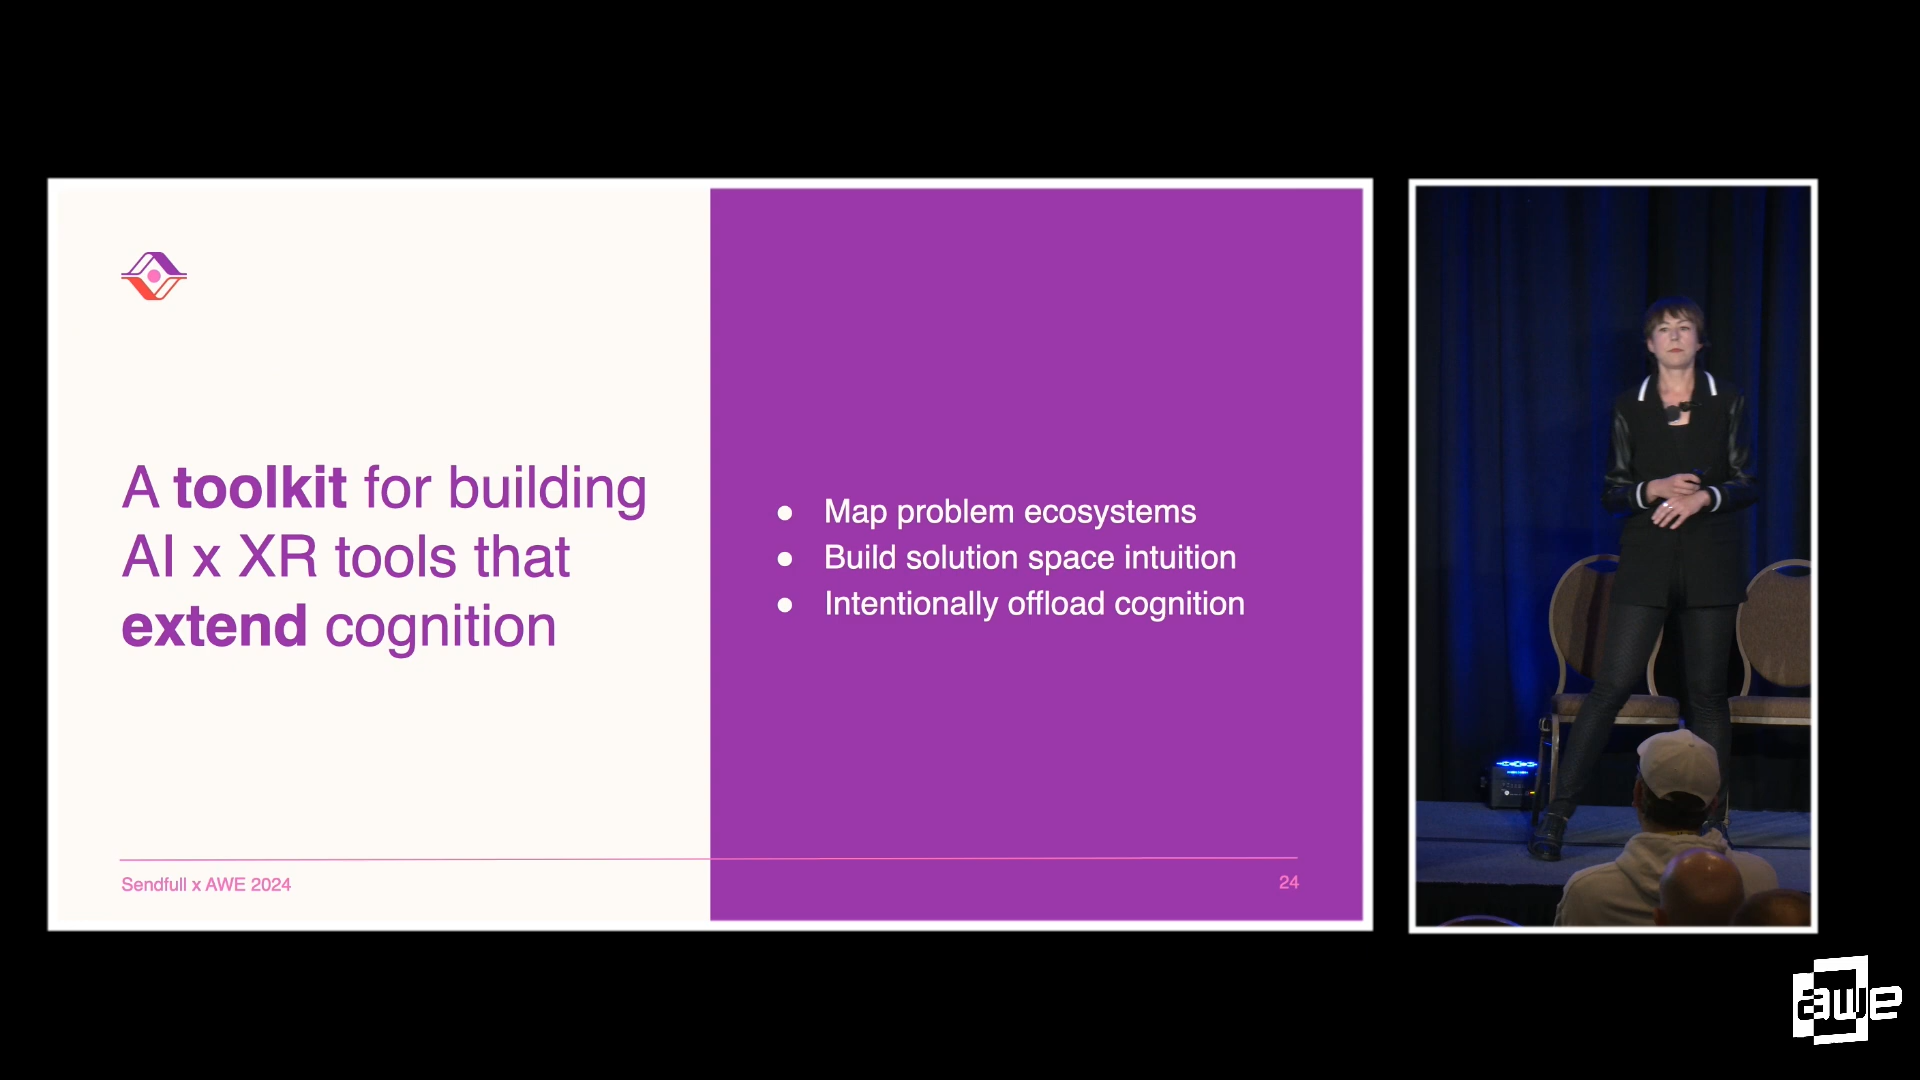 A toolkit for building
AI x XR tools that
extend cognition
● Map problem ecosystems
● Build solution space intuition
● Intentionally offload cognition
Sendfull x AWE 2024
24
awe